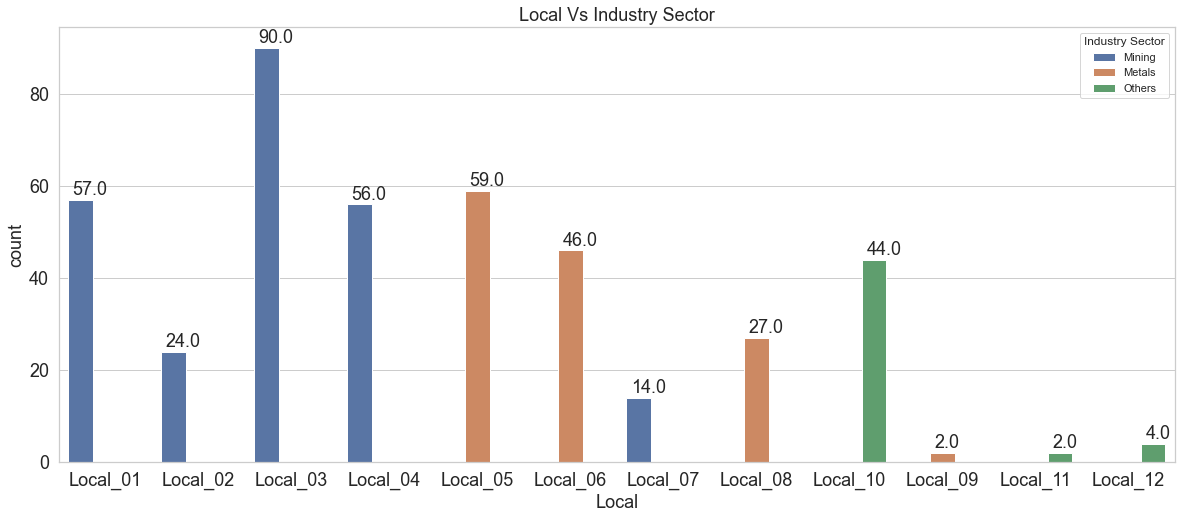 Local Vs Industry Sector
Industry Sector
Mining
Metals
Others
count
80
60
40
20
0
57.0
24.0
90.0
56.0
59.0
46.0
14.0
27.0
44.0
2.0
2.0
4.0
Local_01 Local_02 Local_03 Local_04 Local_05 Local_06 Local_07 Local_08 Local_10 Local_09 Local_11 Local_12
Local